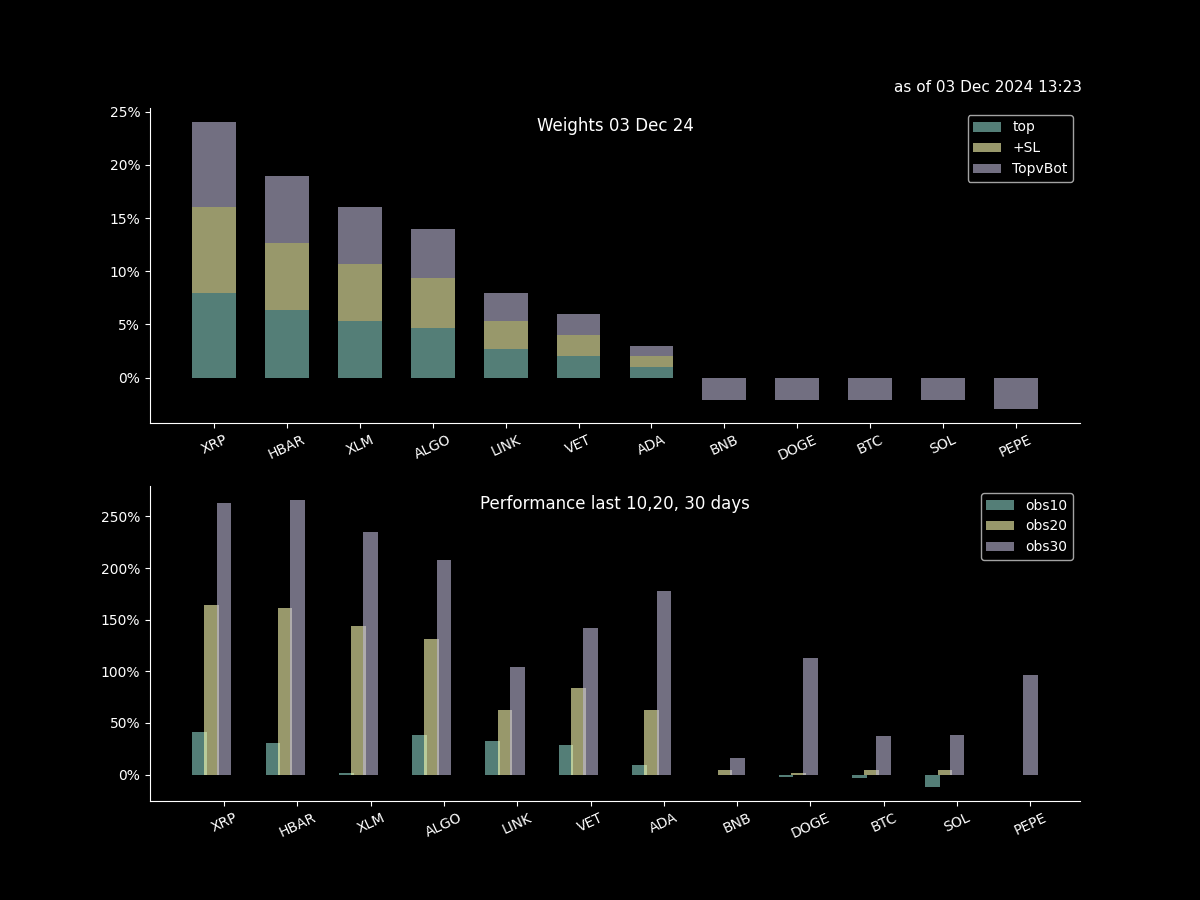 as of 03 Dec 2024 13:23
Weights 03 Dec 24
top
+SL
TopvBot
25%
20%
15%
10%
5%
0%
XRP HBAR XLM ALGO LINK VET ADA BNB DOGE BTC SOL PEPE
Performance last 10,20, 30 days
obs10
obs20
obs30
250%
200%
150%
100%
50%
0%
XRP HBAR XLM ALGO LINK VET ADA BNB DOGE BTC SOL PEPE